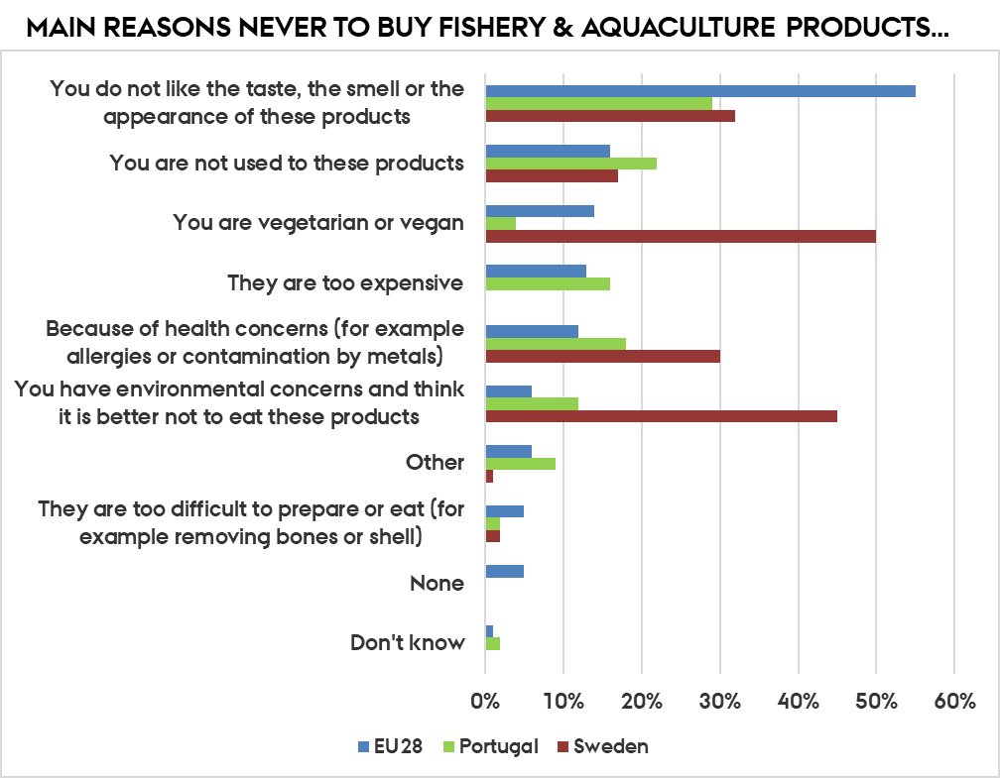 MAIN REASONS NEVER TO BUY FISHERY & AQUACULTURE PRODUCTS...
You do not like the taste, the smell or the
appearance of these products
You are not used to these products
You are vegetarian or vegan
They are too expensive
Because of health concerns (for example
allergies or contamination by metals)
You have environmental concerns and think
it is better not to eat these products
Other
They are too difficult to prepare or eat (for
example removing bones or shell)
None
Don't know
0% 10% 20% 30% 40% 50% 60%
EU28 Portugal Sweden